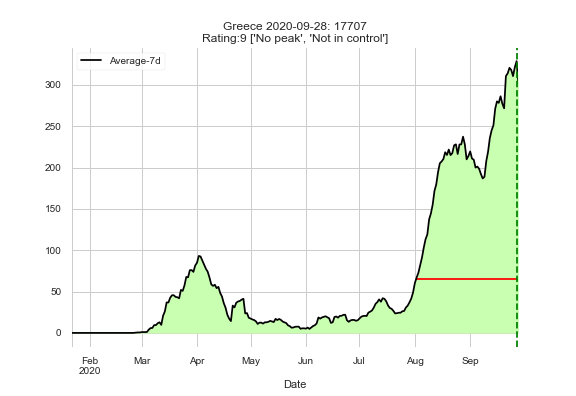 Greece 2020-09-28: 17707
Rating:9 ['No peak', 'Not in control']
Average-7d
300
250
200
150
100
50
0
Feb Mar Apr May Jun Jul Aug Sep
2020
Date